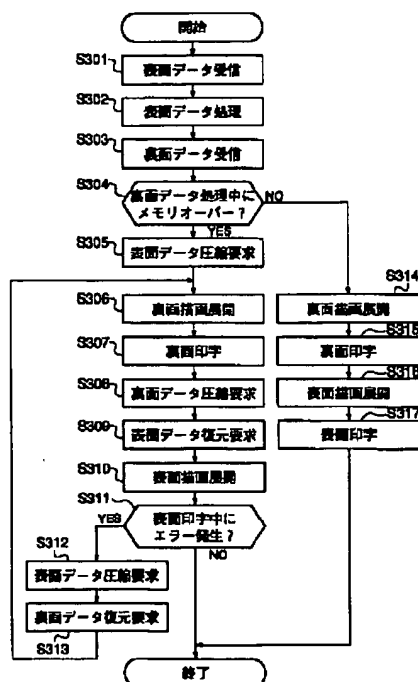 開始
S301
表面データ受信
S302
表面データ処理
S303
裏面データ受信
S304
裏面データ処理中に
メモリオーバー?
NO
YES
S305
表面データ圧縮要求
S306
裏面描画展開
S307
裏面印字
S308
裏面データ圧縮要求
S309
表面データ復元要求
S310
表面描画展開
S311
表面印字中に
エラー発生?
YES
NO
S312
表面データ圧縮要求
裏面データ復元要求
S313
S314
裏面描画展開
S315
裏面印字
S316
表面描画展開
S317
表面印字
終了